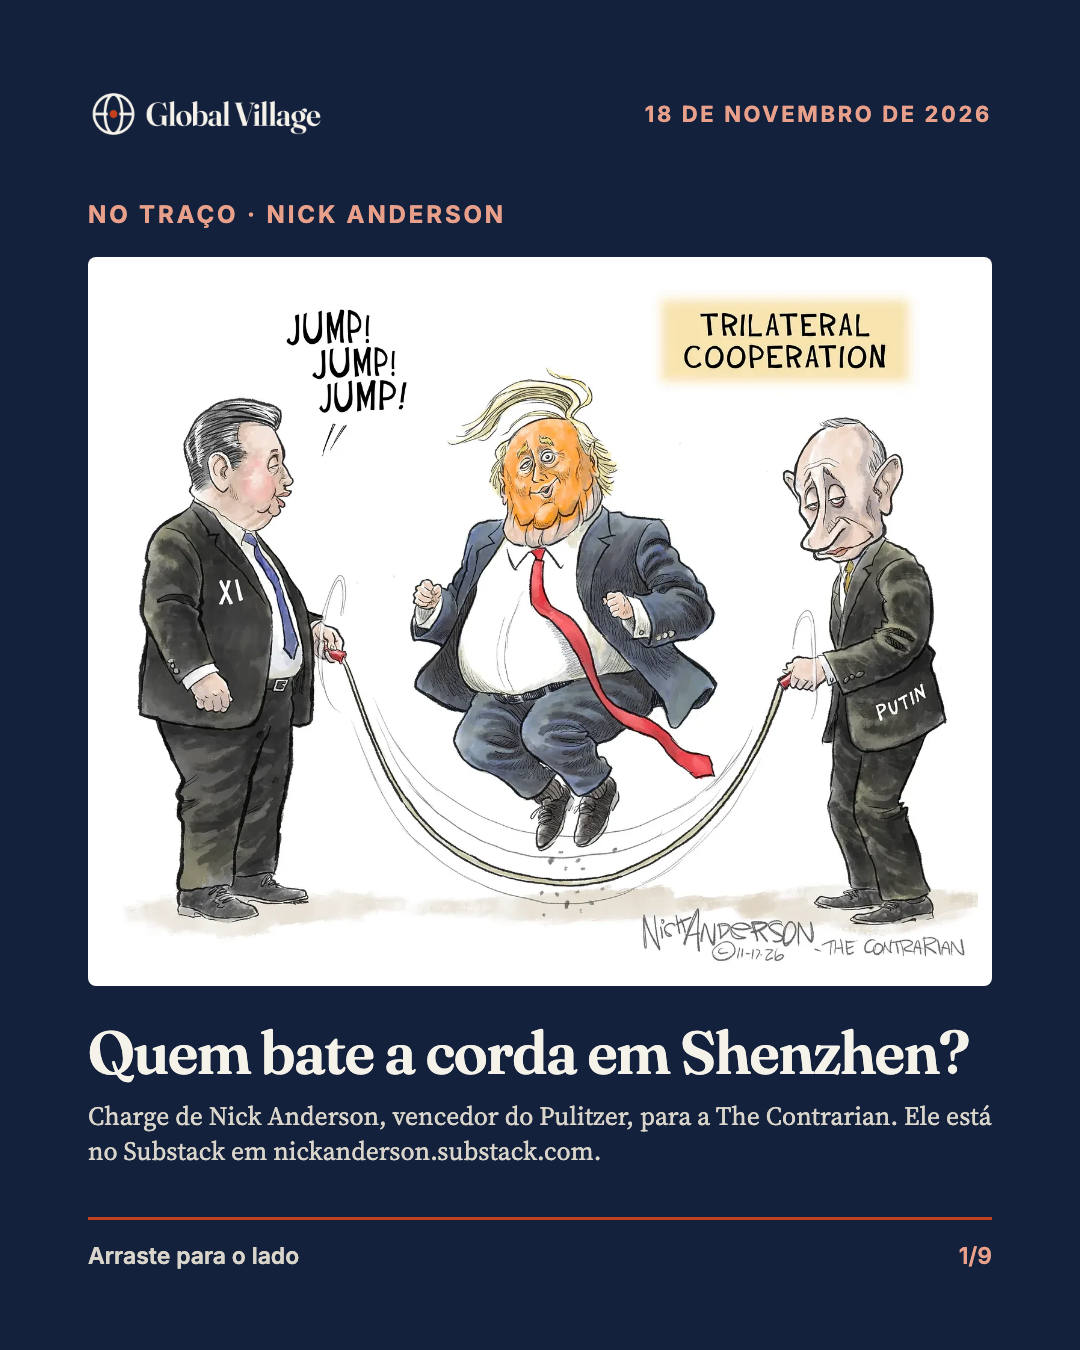 Global Village
18 DE NOVEMBRO DE 2026
NO TRAÇO · NICK ANDERSON
JUMP!
JUMP!
JUMP!
TRILATERAL
COOPERATION
XI
PUTIN
NICK ANDERSON
©11-17-26
-THE CONTRARIAN
Quem bate a corda em Shenzhen?
Charge de Nick Anderson, vencedor do Pulitzer, para a The Contrarian. Ele está
no Substack em nickanderson.substack.com.
Arraste para o lado
1/9